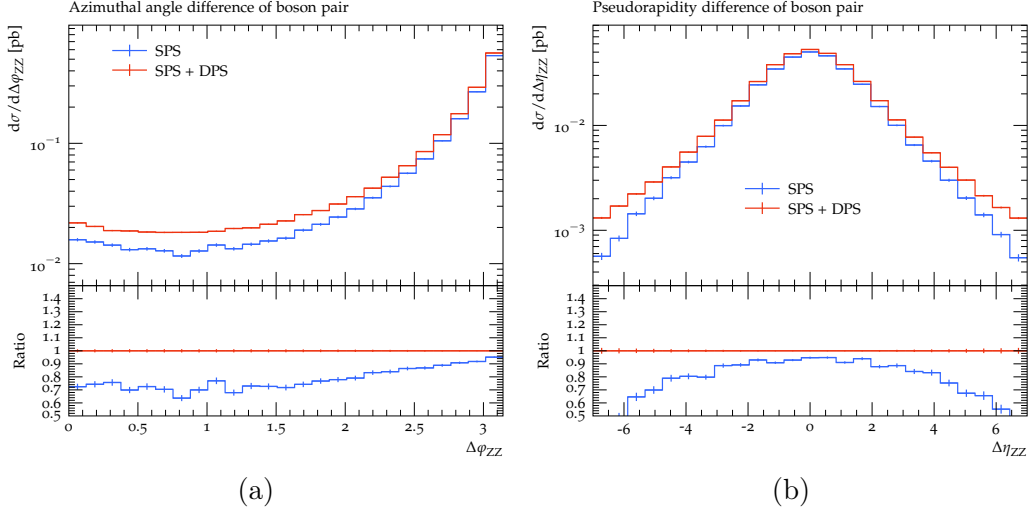 Azimuthal angle difference of boson pair
dσ/dΔφZZ [pb]
SPS
SPS + DPS
10⁻¹
10⁻²
Ratio
1.4
1.3
1.2
1.1
1
0.9
0.8
0.7
0.6
0.5
0 0.5 1 1.5 2 2.5 3
ΔφZZ
(a)
Pseudorapidity difference of boson pair
dσ/dΔηZZ [pb]
10⁻²
SPS
SPS + DPS
10⁻³
Ratio
1.4
1.3
1.2
1.1
1
0.9
0.8
0.7
0.6
0.5
-6 -4 -2 0 2 4 6
ΔηZZ
(b)